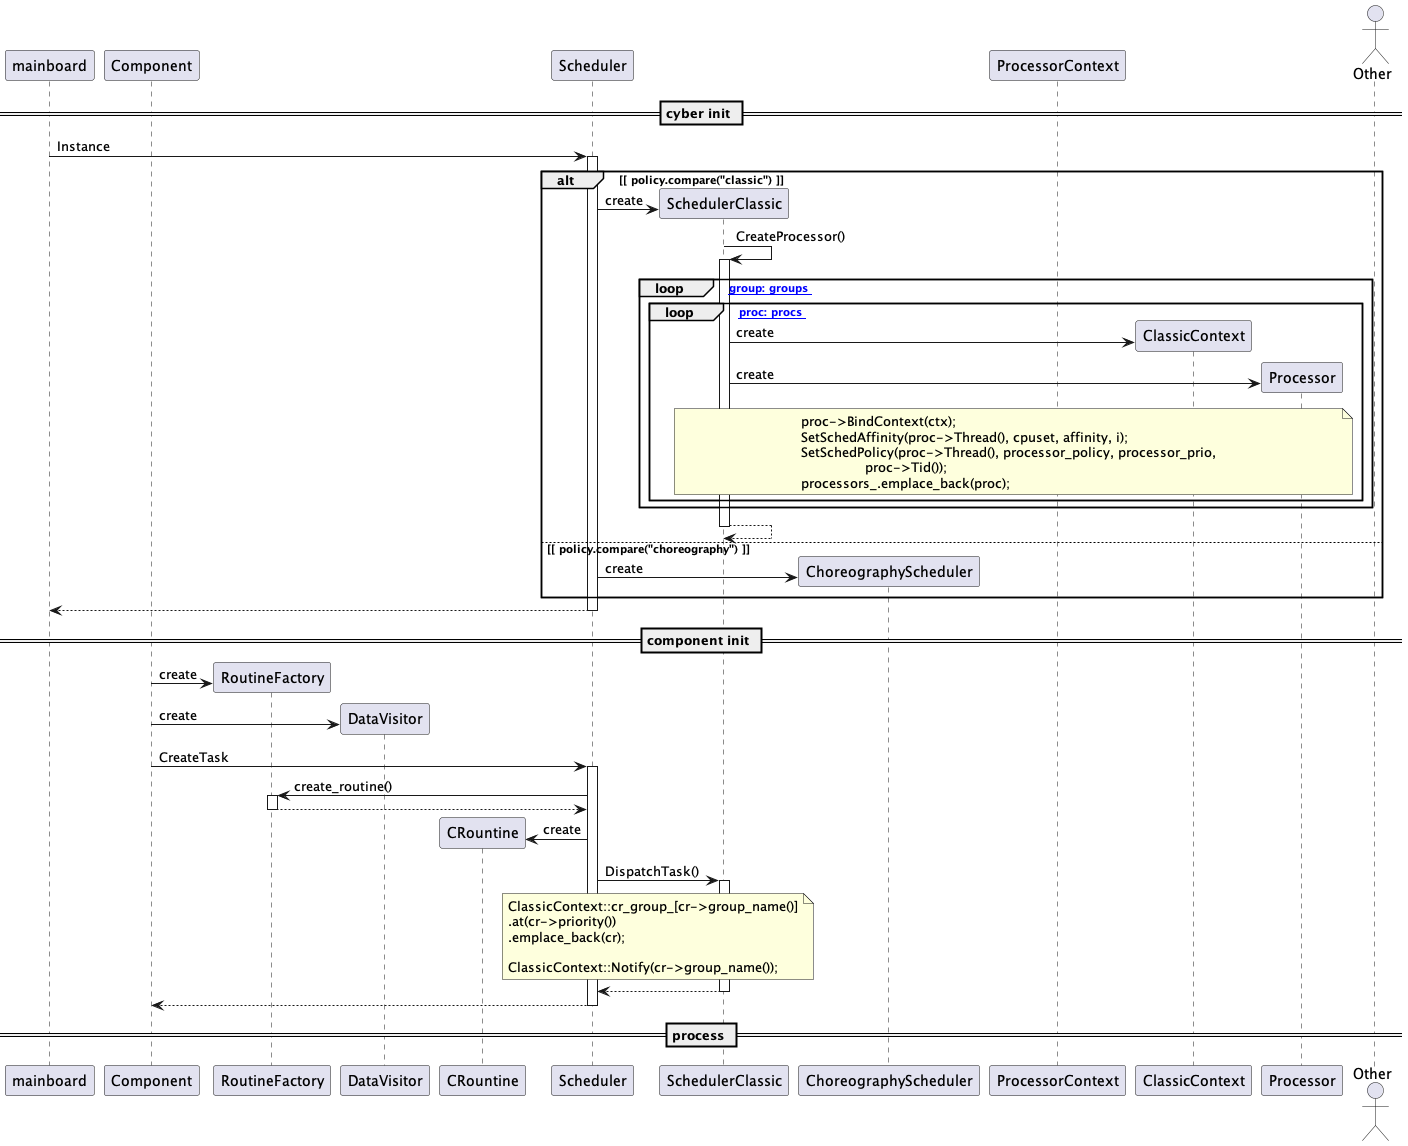 Other
mainboard
Component
Scheduler
ProcessorContext
cyber init
Instance
alt
[[ policy.compare("classic") ]]
create
SchedulerClassic
CreateProcessor()
loop
group: groups
loop
proc: procs
create
ClassicContext
create
Processor
proc->BindContext(ctx);
SetSchedAffinity(proc->Thread(), cpuset, affinity, i);
SetSchedPolicy(proc->Thread(), processor_policy, processor_prio,
proc->Tid());
processors_.emplace_back(proc);
[[ policy.compare("choreography") ]]
create
ChoreographyScheduler
component init
create
RoutineFactory
create
DataVisitor
CreateTask
create_routine()
CRountine
create
DispatchTask()
ClassicContext::cr_group_[cr->group_name()]
.at(cr->priority())
.emplace_back(cr);
ClassicContext::Notify(cr->group_name());
process
mainboard
Component
RoutineFactory
DataVisitor
CRountine
Scheduler
SchedulerClassic
ChoreographyScheduler
ProcessorContext
ClassicContext
Processor
Other